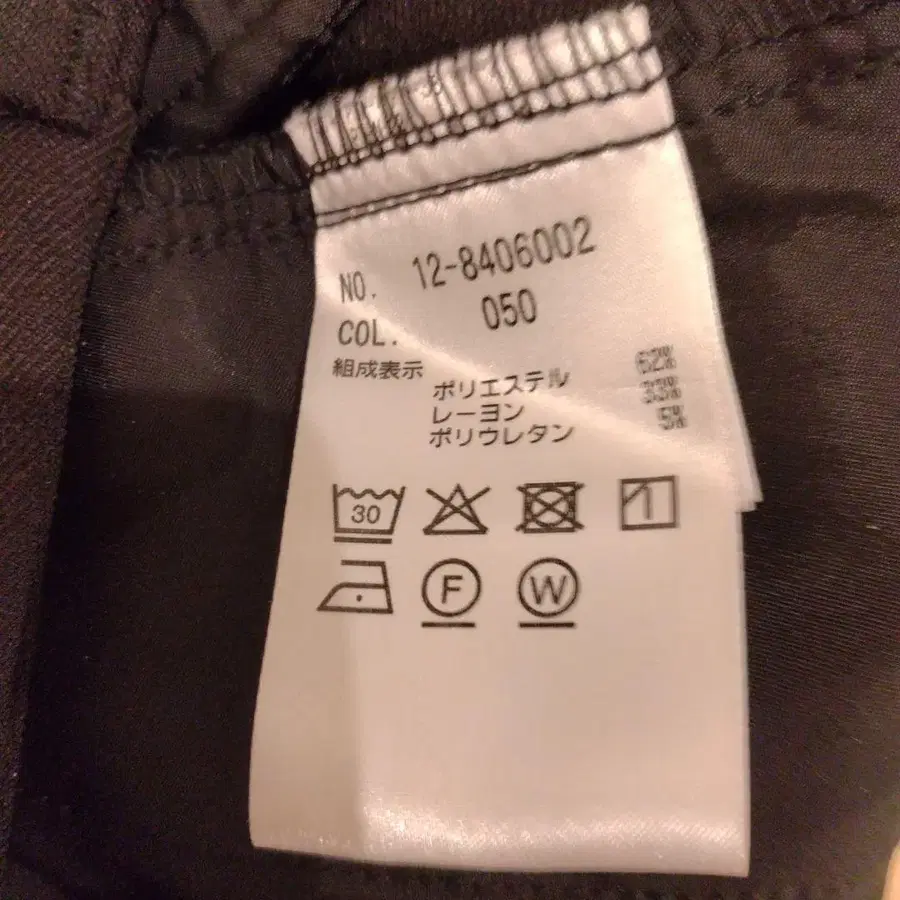 NO. 12-8406002
COL. 050
組成表示
ポリエステル 62%
レーヨン 33%
ポリウレタン 5%
30
F W